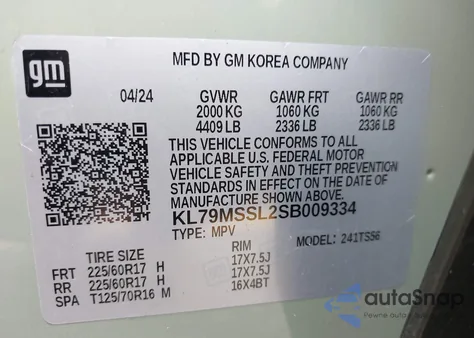 gm
MFD BY GM KOREA COMPANY
04/24 GVWR GAWR FRT GAWR RR
2000 KG 1060 KG 1060 KG
4409 LB 2336 LB 2336 LB
THIS VEHICLE CONFORMS TO ALL
APPLICABLE U.S. FEDERAL MOTOR
VEHICLE SAFETY AND THEFT PREVENTION
STANDARDS IN EFFECT ON THE DATE OF
MANUFACTURE SHOWN ABOVE.
KL79MSSL2SB009334
TYPE: MPV MODEL: 241TS56
TIRE SIZE RIM
FRT 225/60R17 H 17X7.5J
RR 225/60R17 H 17X7.5J
SPA T125/70R16 M 16X4BT
autaSnap
Pewne auto